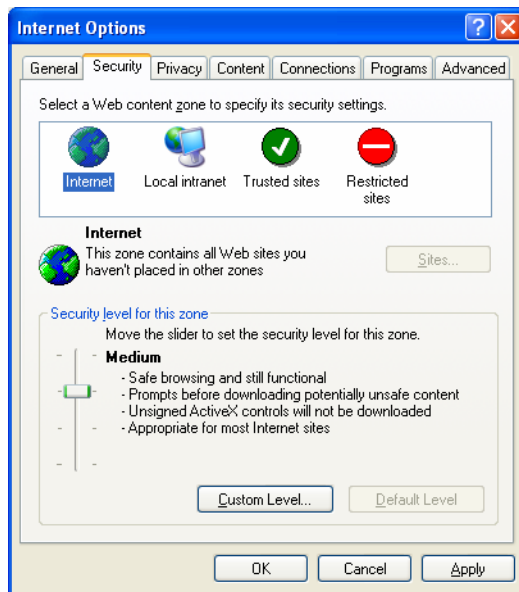 Internet Options
General Security Privacy Content Connections Programs Advanced
Select a Web content zone to specify its security settings.
Internet Local intranet Trusted sites Restricted
sites
Internet
This zone contains all Web sites you
haven't placed in other zones
Sites...
Security level for this zone
Move the slider to set the security level for this zone.
Medium
- Safe browsing and still functional
- Prompts before downloading potentially unsafe content
- Unsigned ActiveX controls will not be downloaded
- Appropriate for most Internet sites
Custom Level... Default Level
OK Cancel Apply